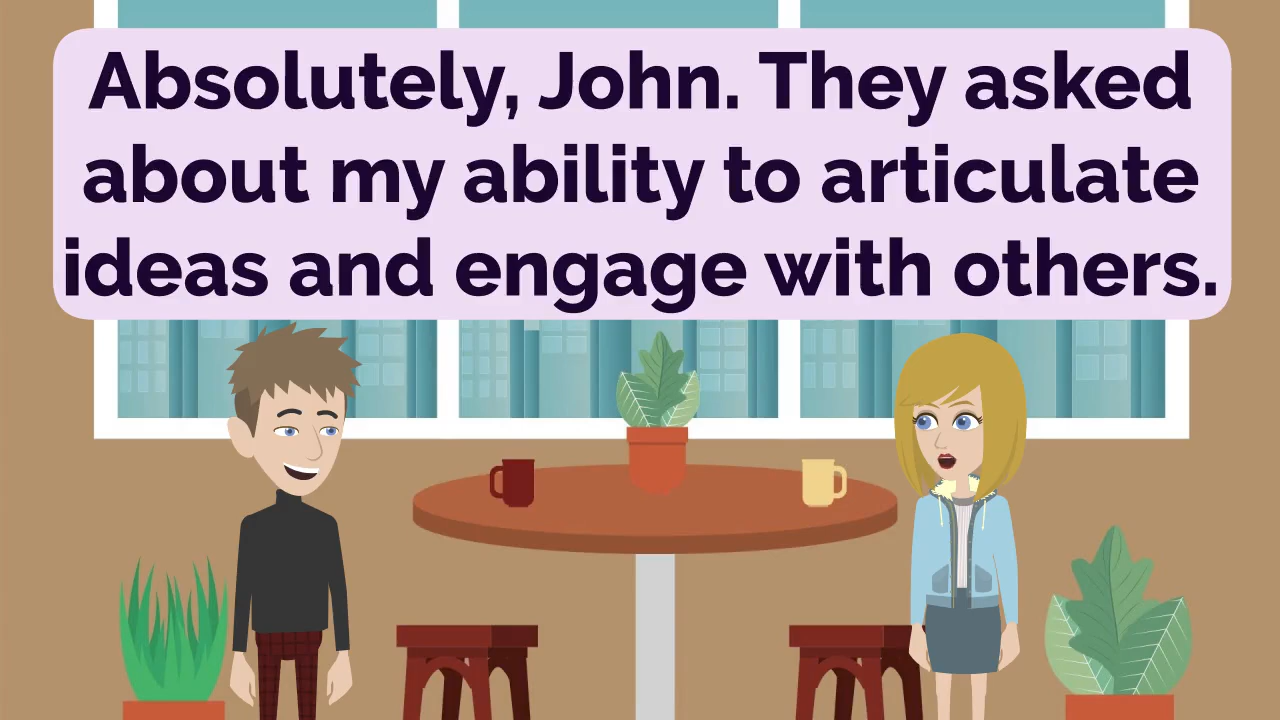 Absolutely, John. They asked
about my ability to articulate
ideas and engage with others.